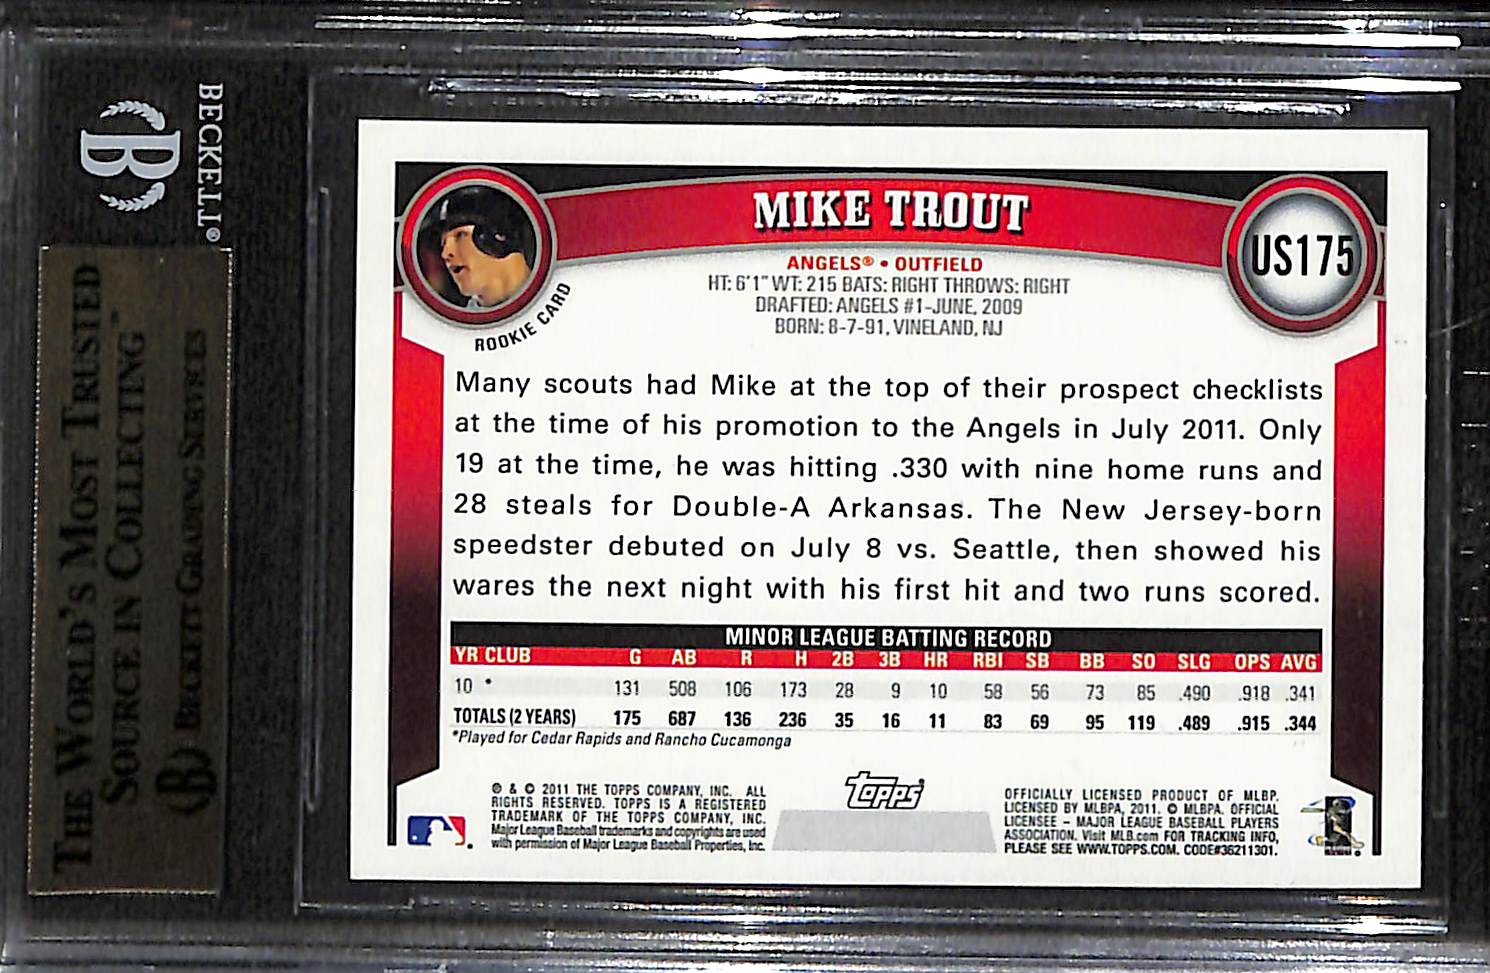 BECKETT®
B
THE WORLD'S MOST TRUSTED
SOURCE IN COLLECTING™
B BECKETT GRADING SERVICES
MIKE TROUT
US175
ROOKIE CARD
ANGELS® • OUTFIELD
HT: 6'1" WT: 215 BATS: RIGHT THROWS: RIGHT
DRAFTED: ANGELS #1-JUNE, 2009
BORN: 8-7-91, VINELAND, NJ
Many scouts had Mike at the top of their prospect checklists
at the time of his promotion to the Angels in July 2011. Only
19 at the time, he was hitting .330 with nine home runs and
28 steals for Double-A Arkansas. The New Jersey-born
speedster debuted on July 8 vs. Seattle, then showed his
wares the next night with his first hit and two runs scored.
MINOR LEAGUE BATTING RECORD
YR CLUB G AB R H 2B 3B HR RBI SB BB SO SLG OPS AVG
10 * 131 508 106 173 28 9 10 58 56 73 85 .490 .918 .341
TOTALS (2 YEARS) 175 687 136 236 35 16 11 83 69 95 119 .489 .915 .344
*Played for Cedar Rapids and Rancho Cucamonga
® & © 2011 THE TOPPS COMPANY, INC. ALL
RIGHTS RESERVED. TOPPS IS A REGISTERED
TRADEMARK OF THE TOPPS COMPANY, INC.
Major League Baseball trademarks and copyrights are used
with permission of Major League Baseball Properties, Inc.
topps
OFFICIALLY LICENSED PRODUCT OF MLBP.
LICENSED BY MLBPA, 2011. © MLBPA. OFFICIAL
LICENSEE – MAJOR LEAGUE BASEBALL PLAYERS
ASSOCIATION. Visit MLB.com FOR TRACKING INFO,
PLEASE SEE WWW.TOPPS.COM. CODE#36211301.